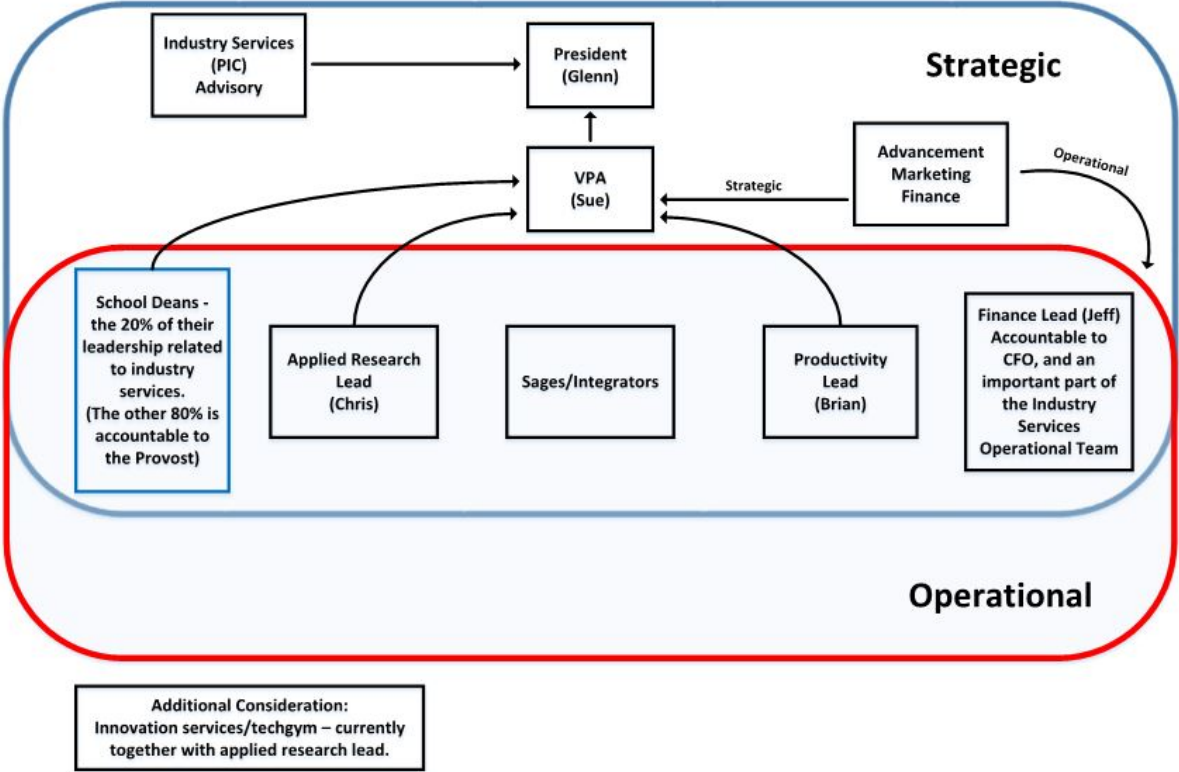 Industry Services
(PIC)
Advisory
President
(Glenn)
Strategic
VPA
(Sue)
Strategic
Advancement
Marketing
Finance
Operational
School Deans -
the 20% of their
leadership related
to industry
services.
(The other 80% is
accountable to
the Provost)
Applied Research
Lead
(Chris)
Sages/Integrators
Productivity
Lead
(Brian)
Finance Lead (Jeff)
Accountable to
CFO, and an
important part of
the Industry
Services
Operational Team
Operational
Additional Consideration:
Innovation services/techgym – currently
together with applied research lead.